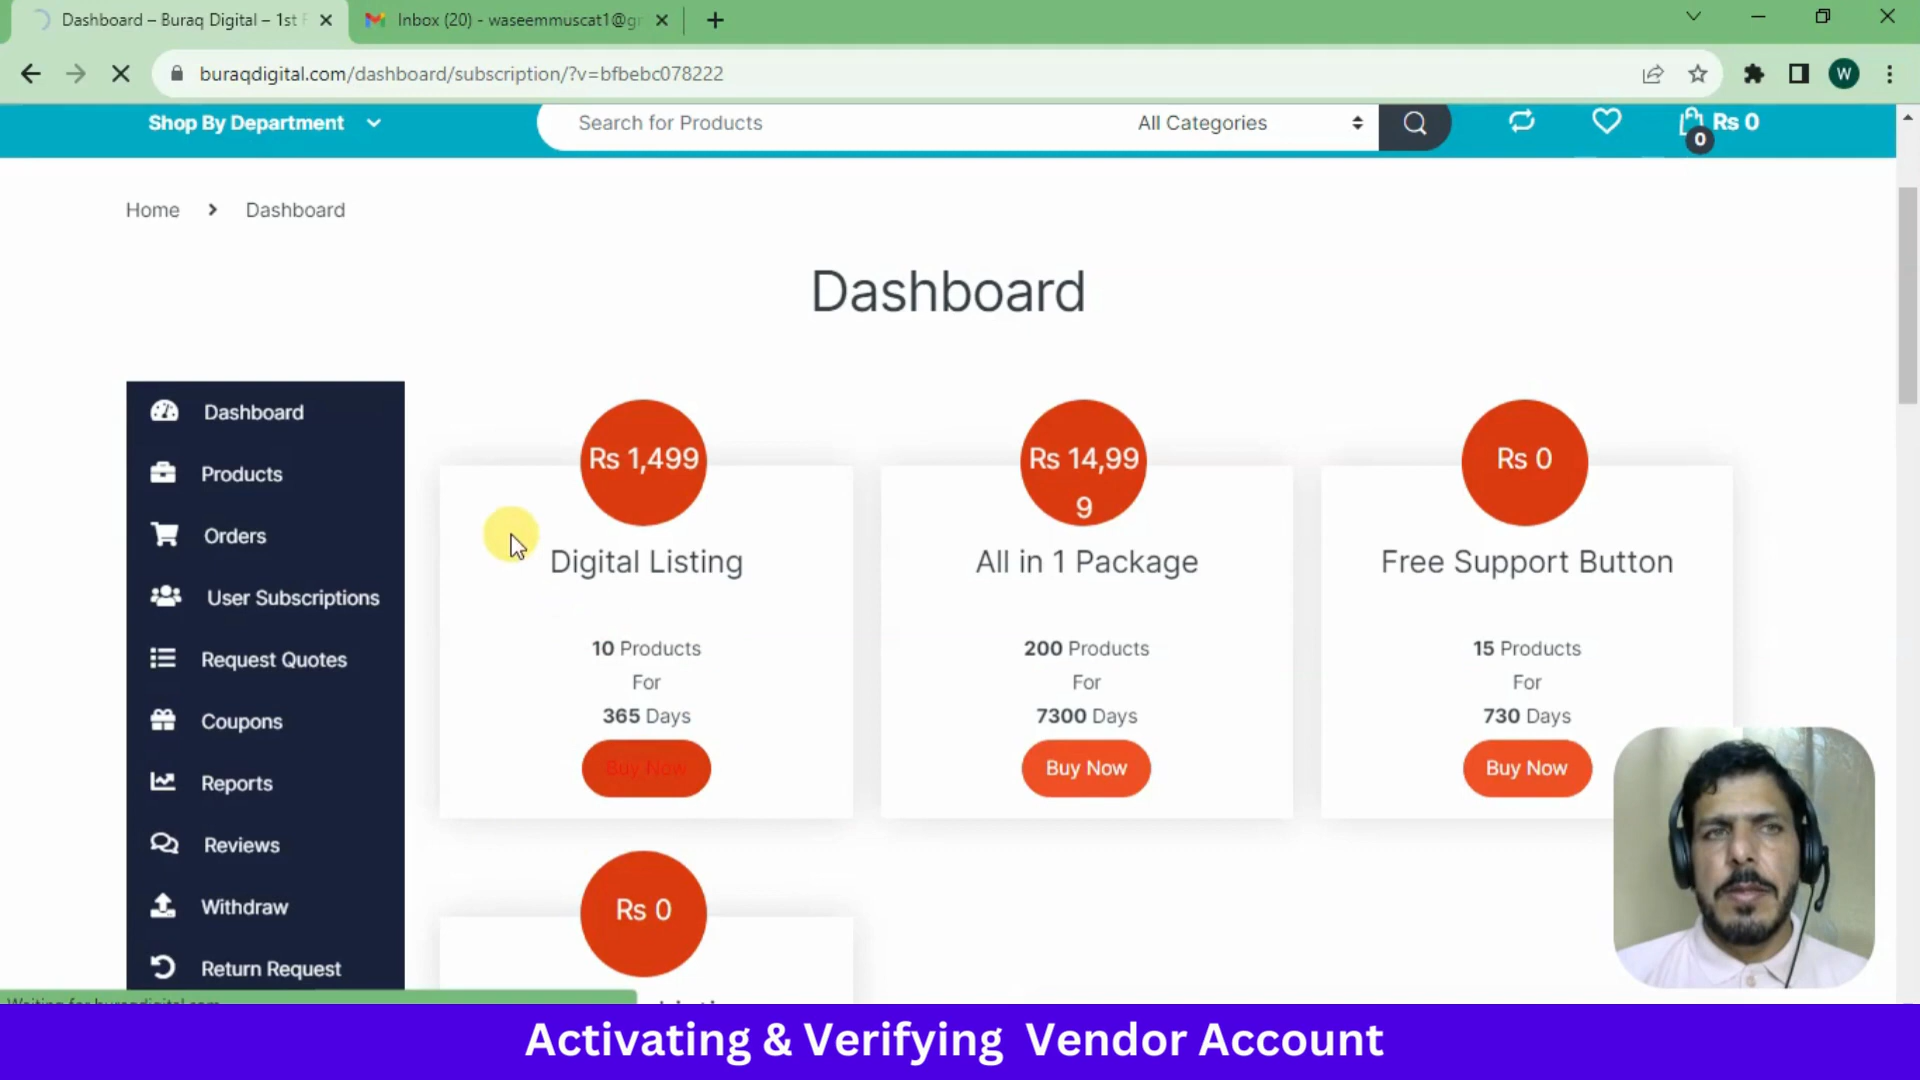 Dashboard – Buraq Digital – 1st
Inbox (20) - waseemmuscat1@g
buraqdigital.com/dashboard/subscription/?v=bfbebc078222
W
Shop By Department
Search for Products
All Categories
Rs 0
0
Home
Dashboard
Dashboard
Dashboard
Products
Orders
User Subscriptions
Request Quotes
Coupons
Reports
Reviews
Withdraw
Return Request
Rs 1,499
Digital Listing
10 Products
For
365 Days
Buy Now
Rs 14,99
9
All in 1 Package
200 Products
For
7300 Days
Buy Now
Rs 0
Free Support Button
15 Products
For
730 Days
Buy Now
Rs 0
Activating & Verifying Vendor Account